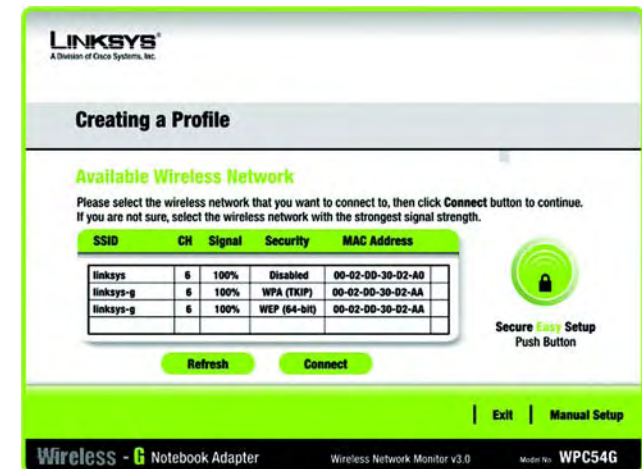 LINKSYS®
A Division of Cisco Systems, Inc.
Creating a Profile
Available Wireless Network
Please select the wireless network that you want to connect to, then click Connect button to continue.
If you are not sure, select the wireless network with the strongest signal strength.
SSID CH Signal Security MAC Address
linksys 6 100% Disabled 00-02-DD-30-D2-A0
linksys-g 6 100% WPA (TKIP) 00-02-DD-30-D2-AA
linksys-g 6 100% WEP (64-bit) 00-02-DD-30-D2-AA
Secure Easy Setup
Push Button
Refresh Connect
Exit Manual Setup
Wireless - G Notebook Adapter Wireless Network Monitor v3.0 Model No. WPC54G